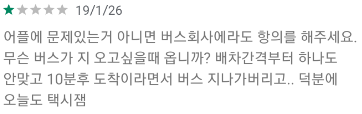 19/1/26
어플에 문제있는거 아니면 버스회사에라도 항의를 해주세요.
무슨 버스가 지 오고싶을때 옵니까? 배차간격부터 하나도
안맞고 10분후 도착이라면서 버스 지나가버리고.. 덕분에
오늘도 택시잼